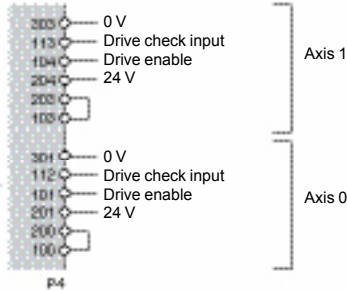 303 0 V
113 Drive check input
104 Drive enable
204 24 V
203
103
Axis 1
301 0 V
112 Drive check input
101 Drive enable
201 24 V
200
100
Axis 0
P4